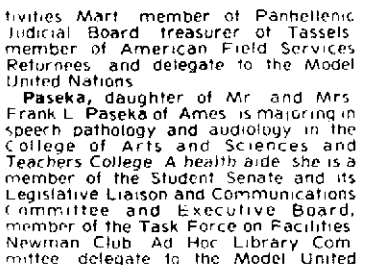 tivities Mart member of Panhellenic
Judicial Board treasurer of Tassels
member of American Field Services
Returnees and delegate to the Model
United Nations
Paseka, daughter of Mr and Mrs
Frank L Paseka of Ames is majoring in
speech pathology and audiology in the
College of Arts and Sciences and
Teachers College A health aide she is a
member of the Student Senate and its
Legislative Liaison and Communications
Committee and Executive Board,
member of the Task Force on Facilities
Newman Club Ad Hoc Library Com
mittee delegate to the Model United